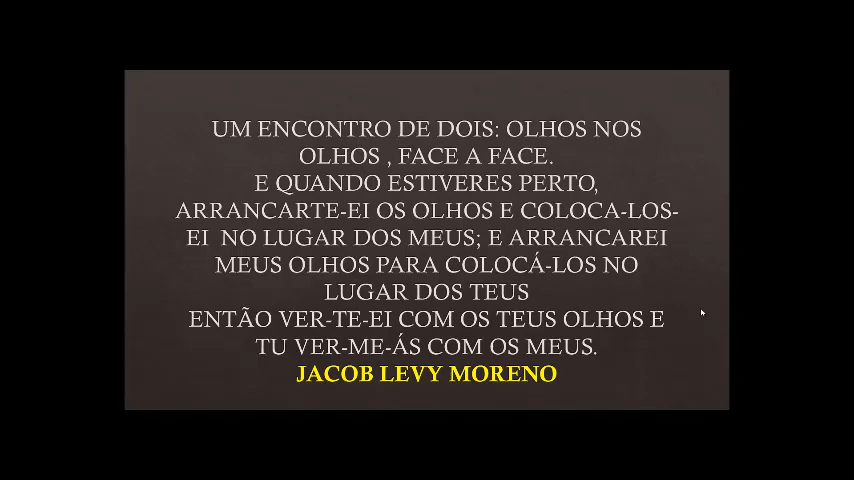 UM ENCONTRO DE DOIS: OLHOS NOS
OLHOS , FACE A FACE.
E QUANDO ESTIVERES PERTO,
ARRANCARTE-EI OS OLHOS E COLOCA-LOS-
EI  NO LUGAR DOS MEUS; E ARRANCAREI
MEUS OLHOS PARA COLOCÁ-LOS NO
LUGAR DOS TEUS
ENTÃO VER-TE-EI COM OS TEUS OLHOS E
TU VER-ME-ÁS COM OS MEUS.
JACOB LEVY MORENO